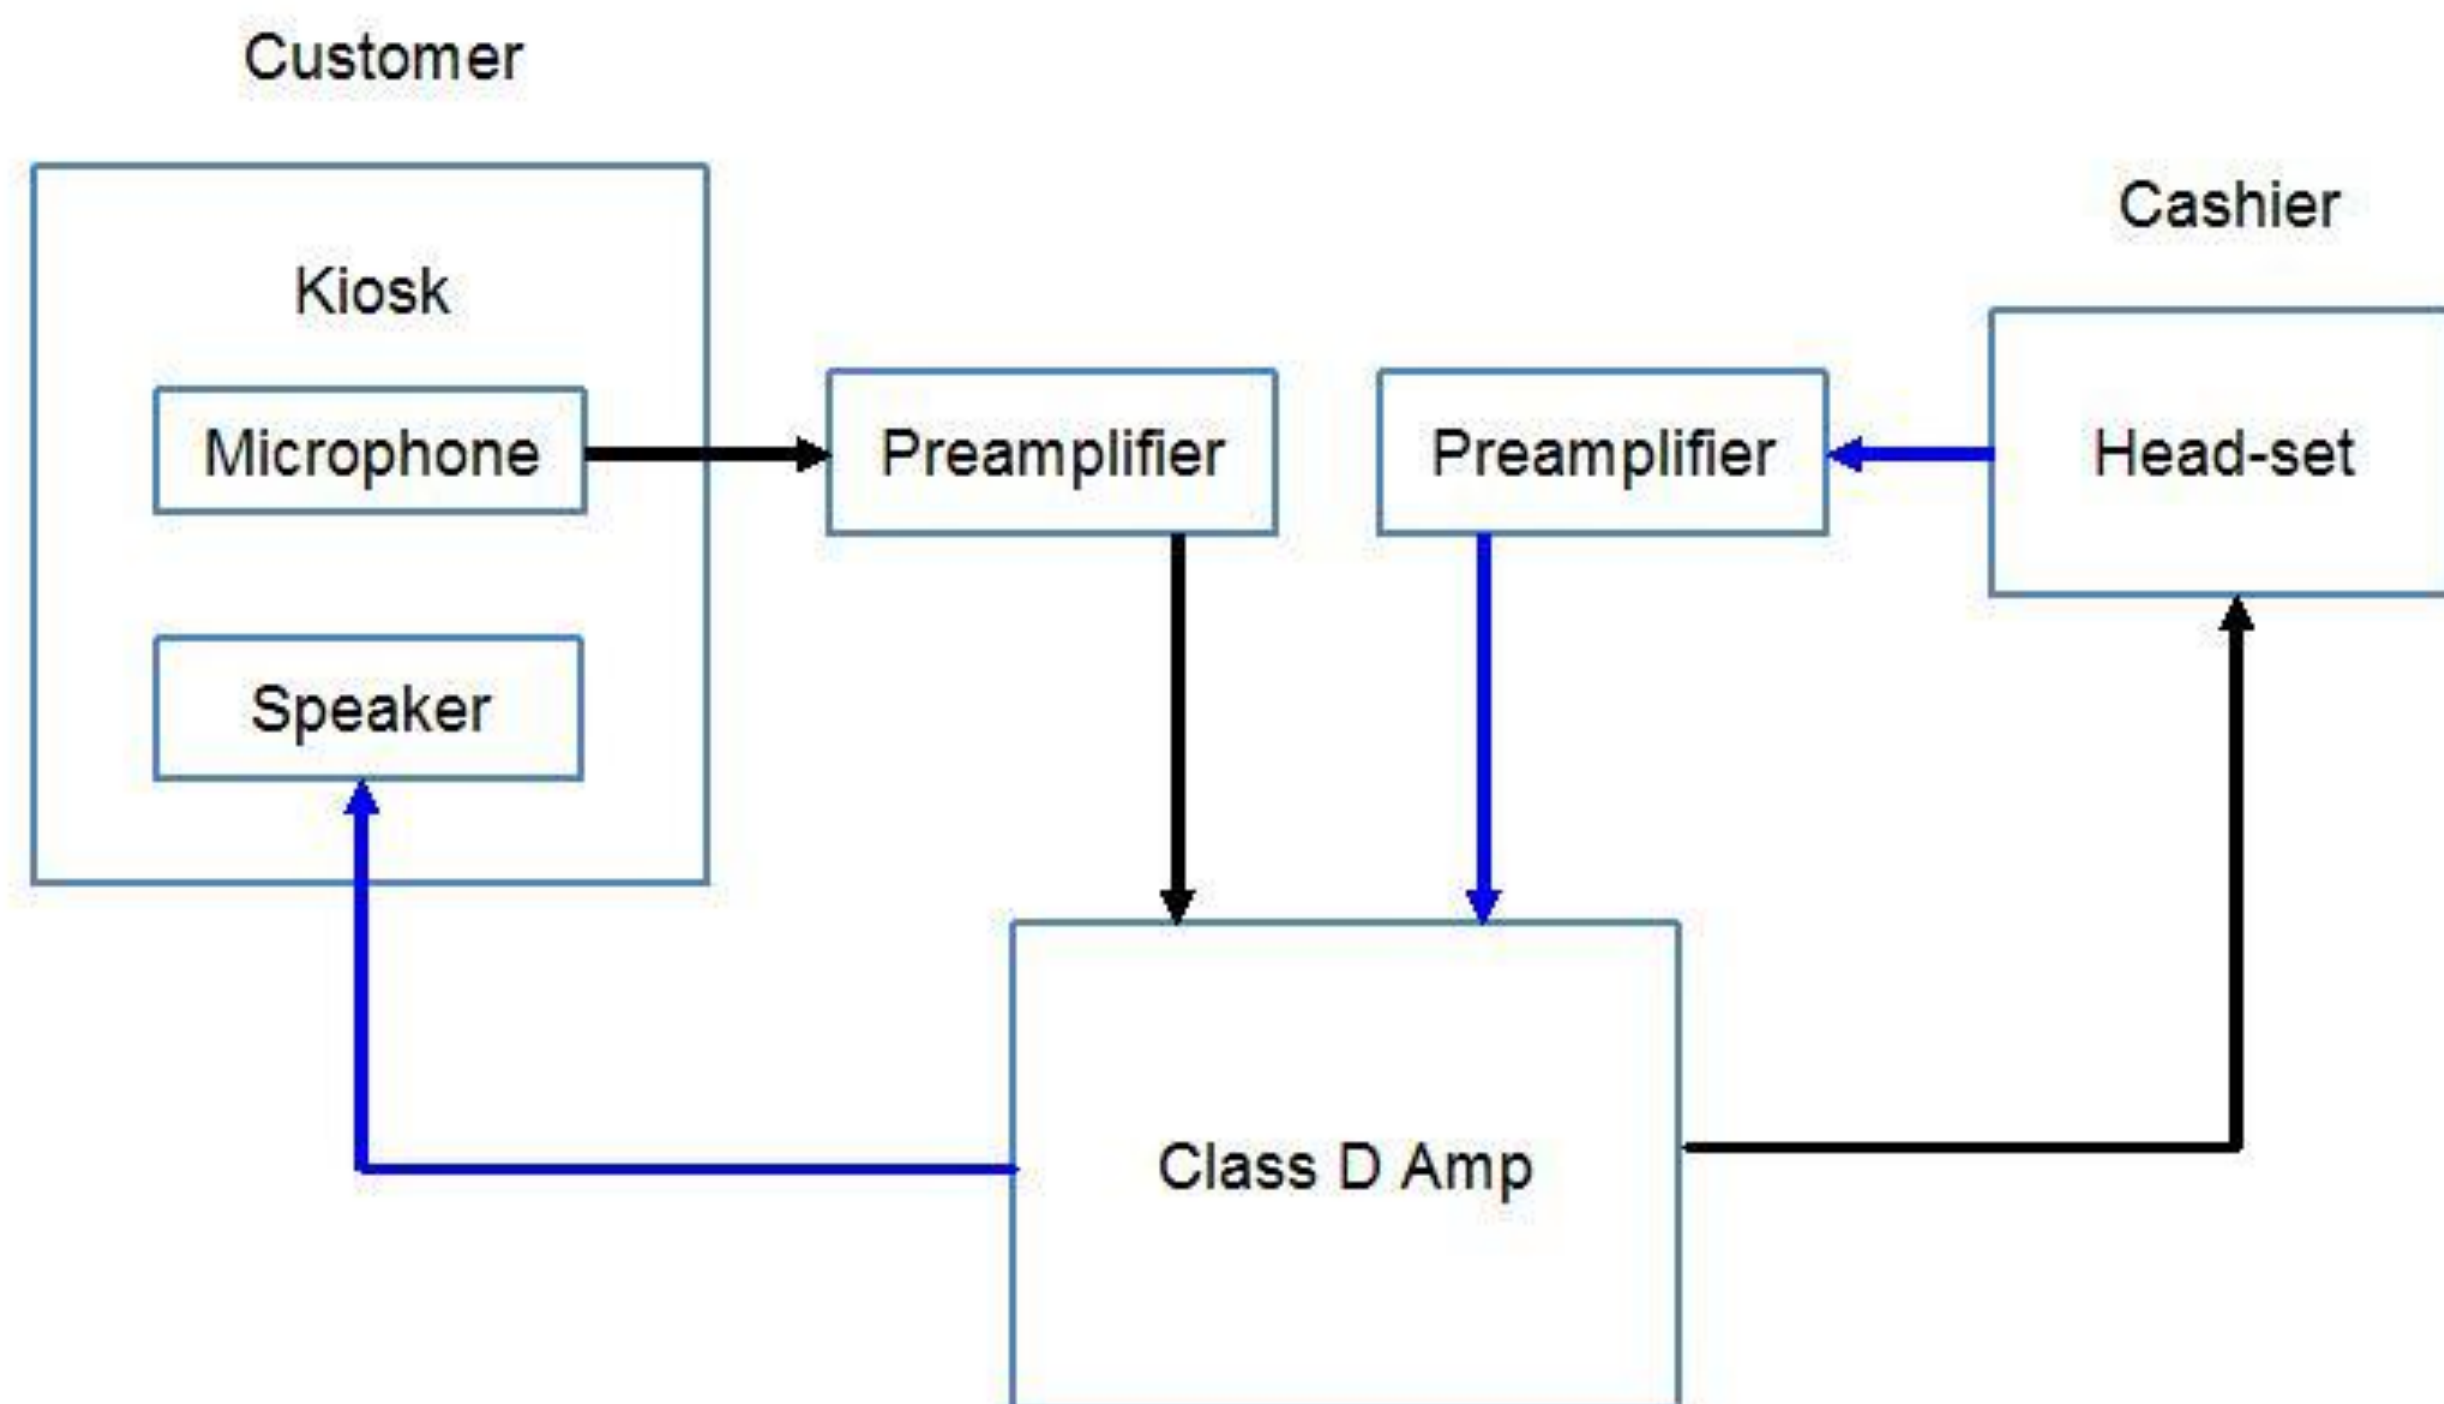 Customer
Cashier
Kiosk
Microphone
Preamplifier
Preamplifier
Head-set
Speaker
Class D Amp